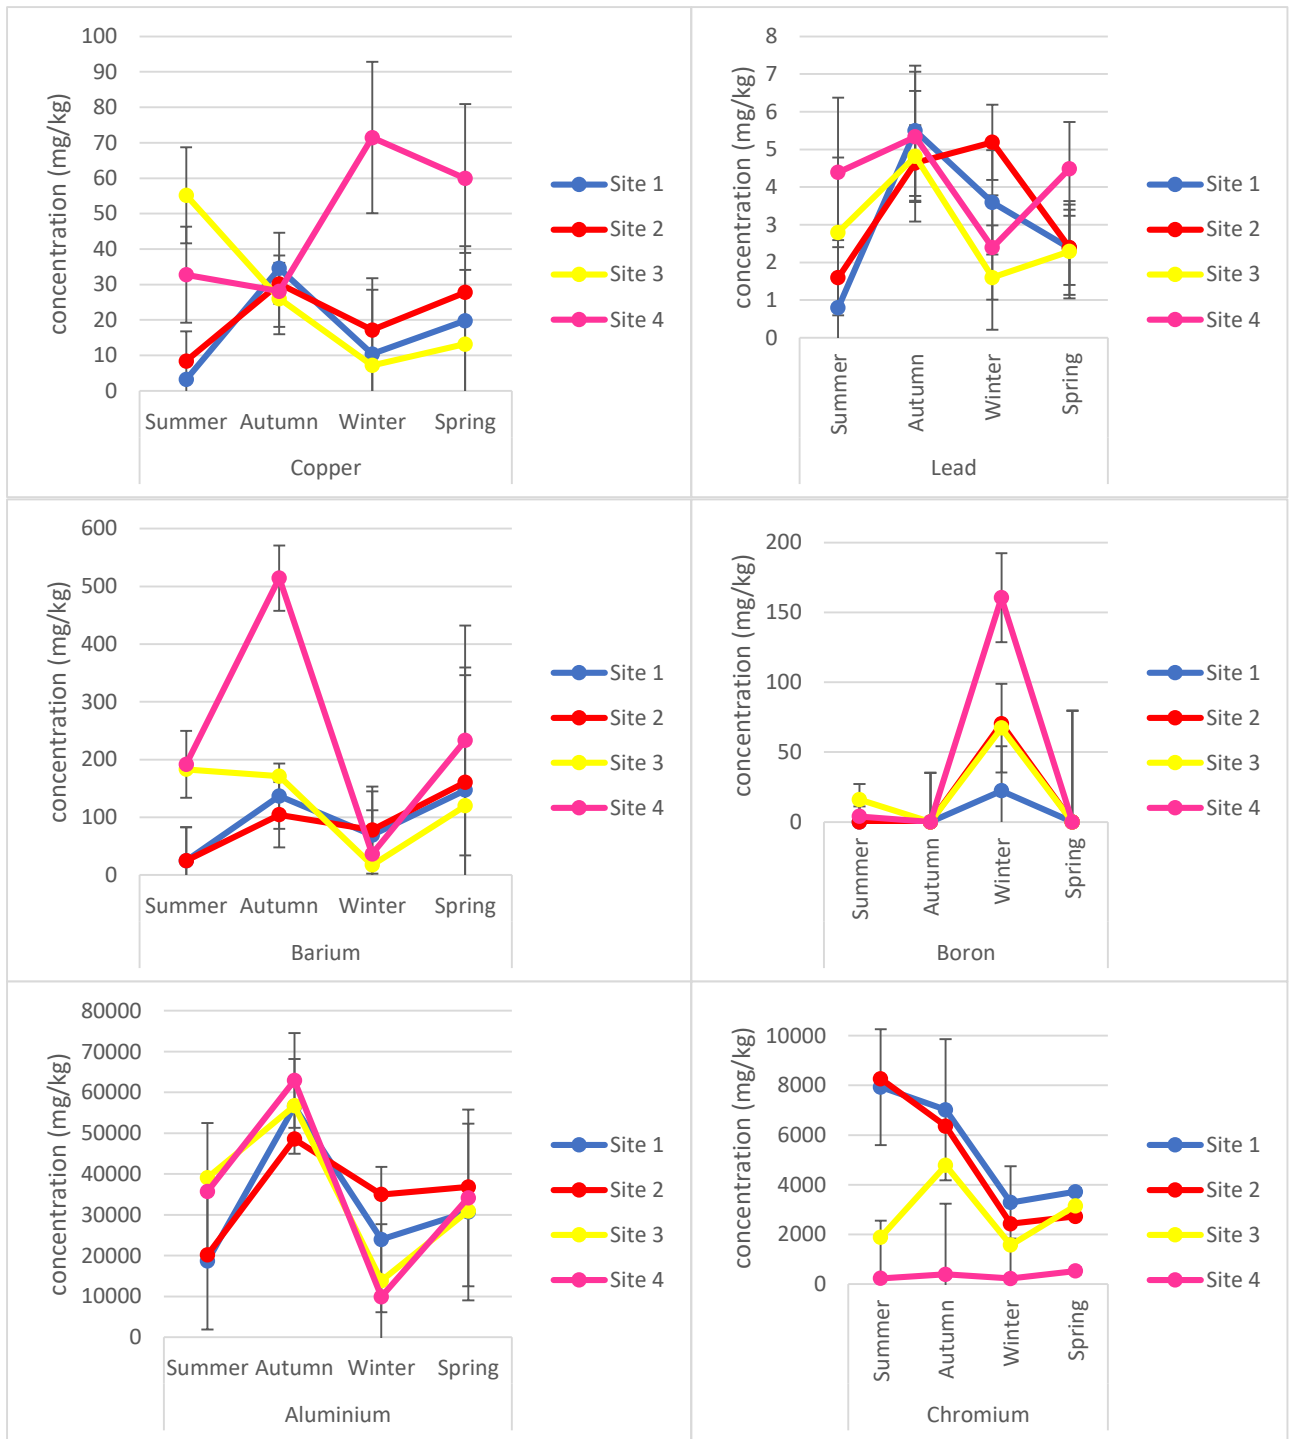 100
90
80
70
60
50
40
30
20
10
0
concentration (mg/kg)
Summer Autumn Winter Spring
Copper
Site 1
Site 2
Site 3
Site 4
8
7
6
5
4
3
2
1
0
concentration (mg/kg)
Summer
Autumn
Winter
Spring
Lead
Site 1
Site 2
Site 3
Site 4
600
500
400
300
200
100
0
concentration (mg/kg)
Summer Autumn Winter Spring
Barium
Site 1
Site 2
Site 3
Site 4
200
150
100
50
0
concentration (mg/kg)
Summer
Autumn
Winter
Spring
Boron
Site 1
Site 2
Site 3
Site 4
80000
70000
60000
50000
40000
30000
20000
10000
0
concentration (mg/kg)
Summer Autumn Winter Spring
Aluminium
Site 1
Site 2
Site 3
Site 4
10000
8000
6000
4000
2000
0
concentration (mg/kg)
Summer
Autumn
Winter
Spring
Chromium
Site 1
Site 2
Site 3
Site 4